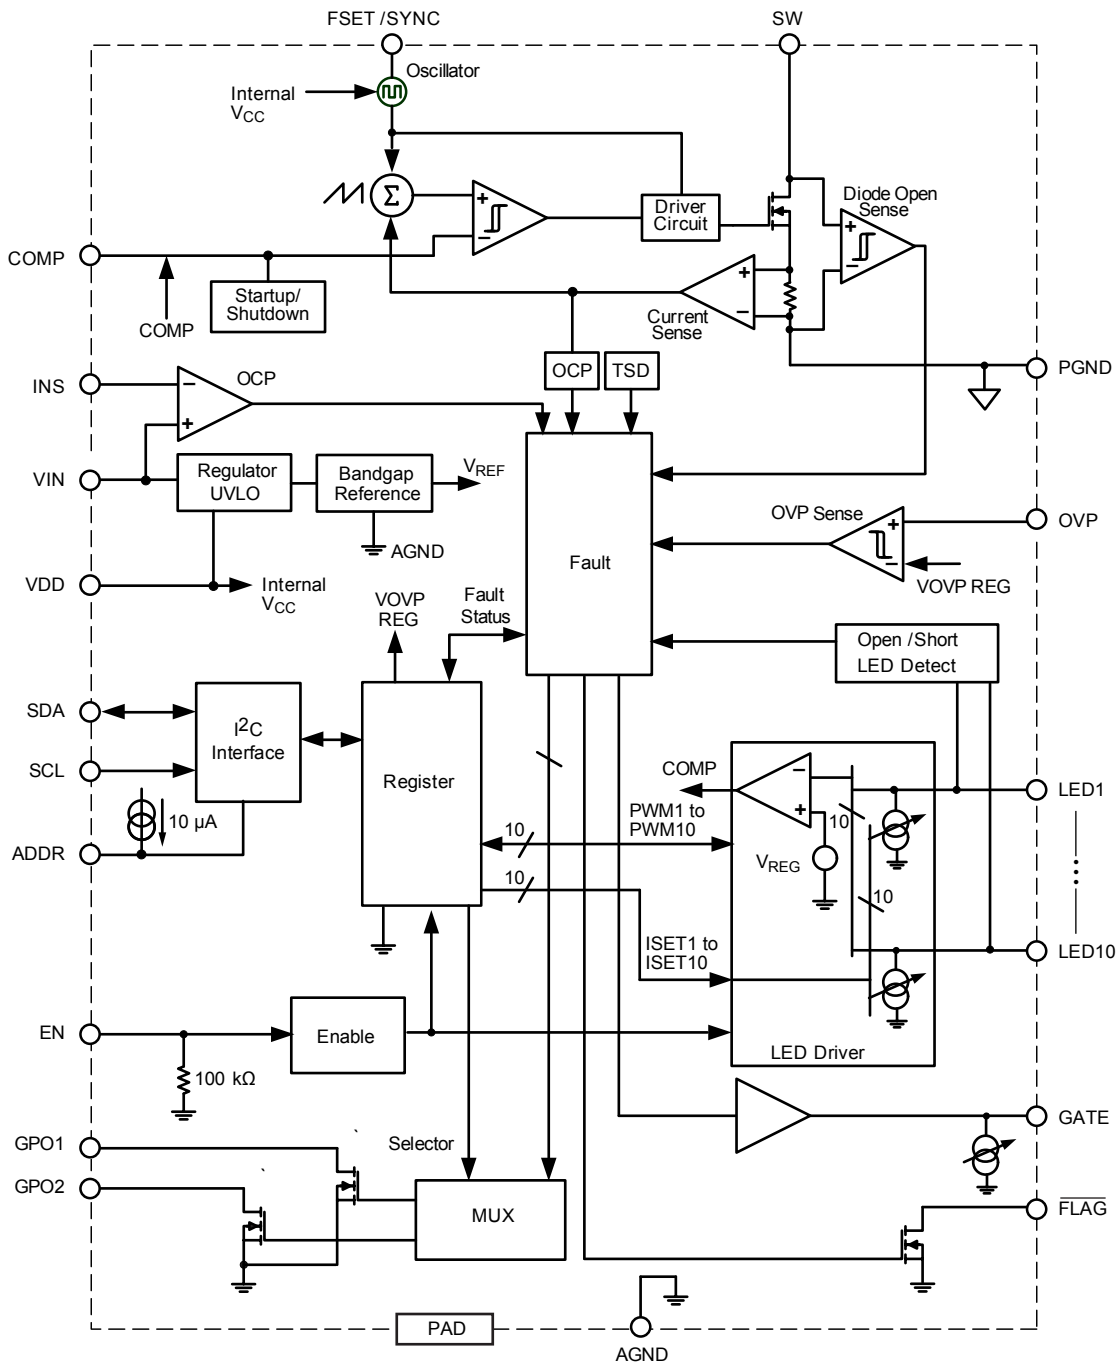 FSET /SYNC
SW
Oscillator
Internal
VCC
Σ
+
−
Driver
Circuit
Diode Open
Sense
+
−
COMP
Startup/
Shutdown
COMP
+
−
Current
Sense
INS
−
+
OCP
OCP
TSD
PGND
VIN
Regulator
UVLO
Bandgap
Reference
VREF
AGND
OVP Sense
+
−
OVP
VOVP REG
Fault
VDD
Internal
VCC
VOVP
REG
Fault
Status
Open /Short
LED Detect
SDA
I2C
Interface
SCL
10 µA
ADDR
Register
COMP
−
+
VREG
10
10
LED1
LED10
PWM1 to
PWM10
10
10
ISET1 to
ISET10
LED Driver
EN
Enable
100 kΩ
GATE
GPO1
GPO2
Selector
MUX
FLAG
PAD
AGND